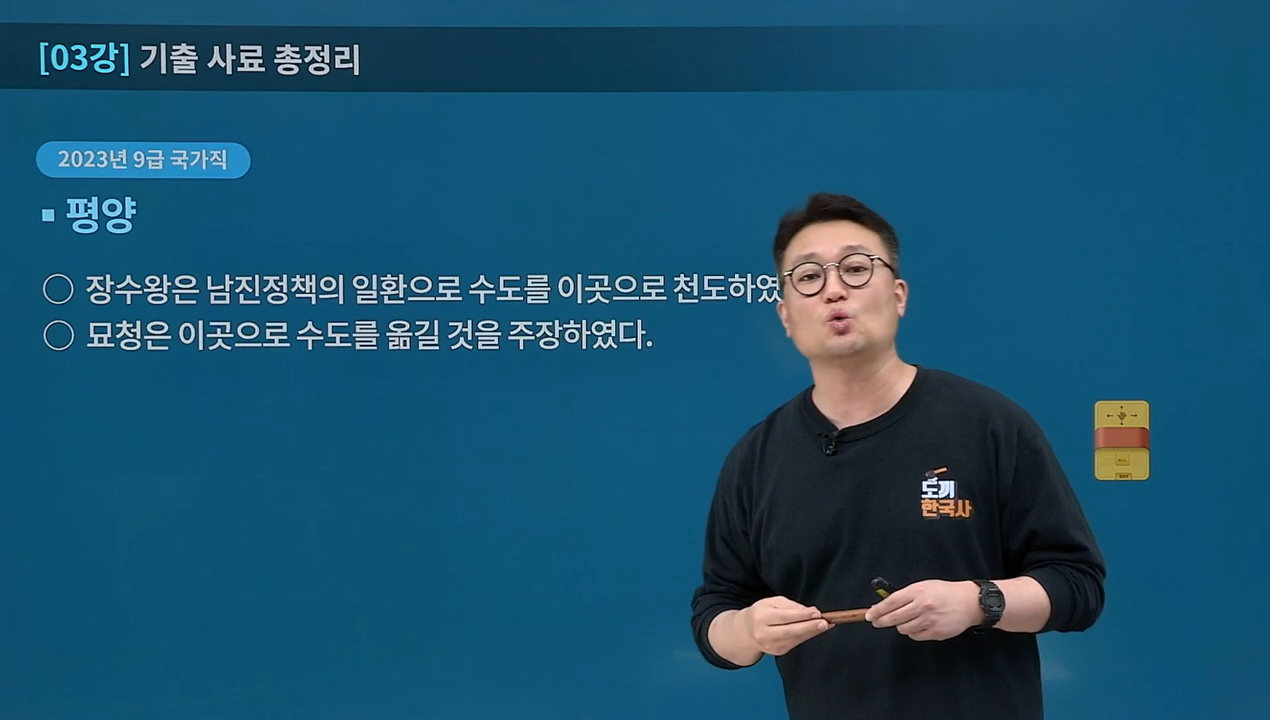 [03강] 기출 사료 총정리
2023년 9급 국가직
▪ 평양
○ 장수왕은 남진정책의 일환으로 수도를 이곳으로 천도하였
○ 묘청은 이곳으로 수도를 옮길 것을 주장하였다.
도끼
한국사
ALL